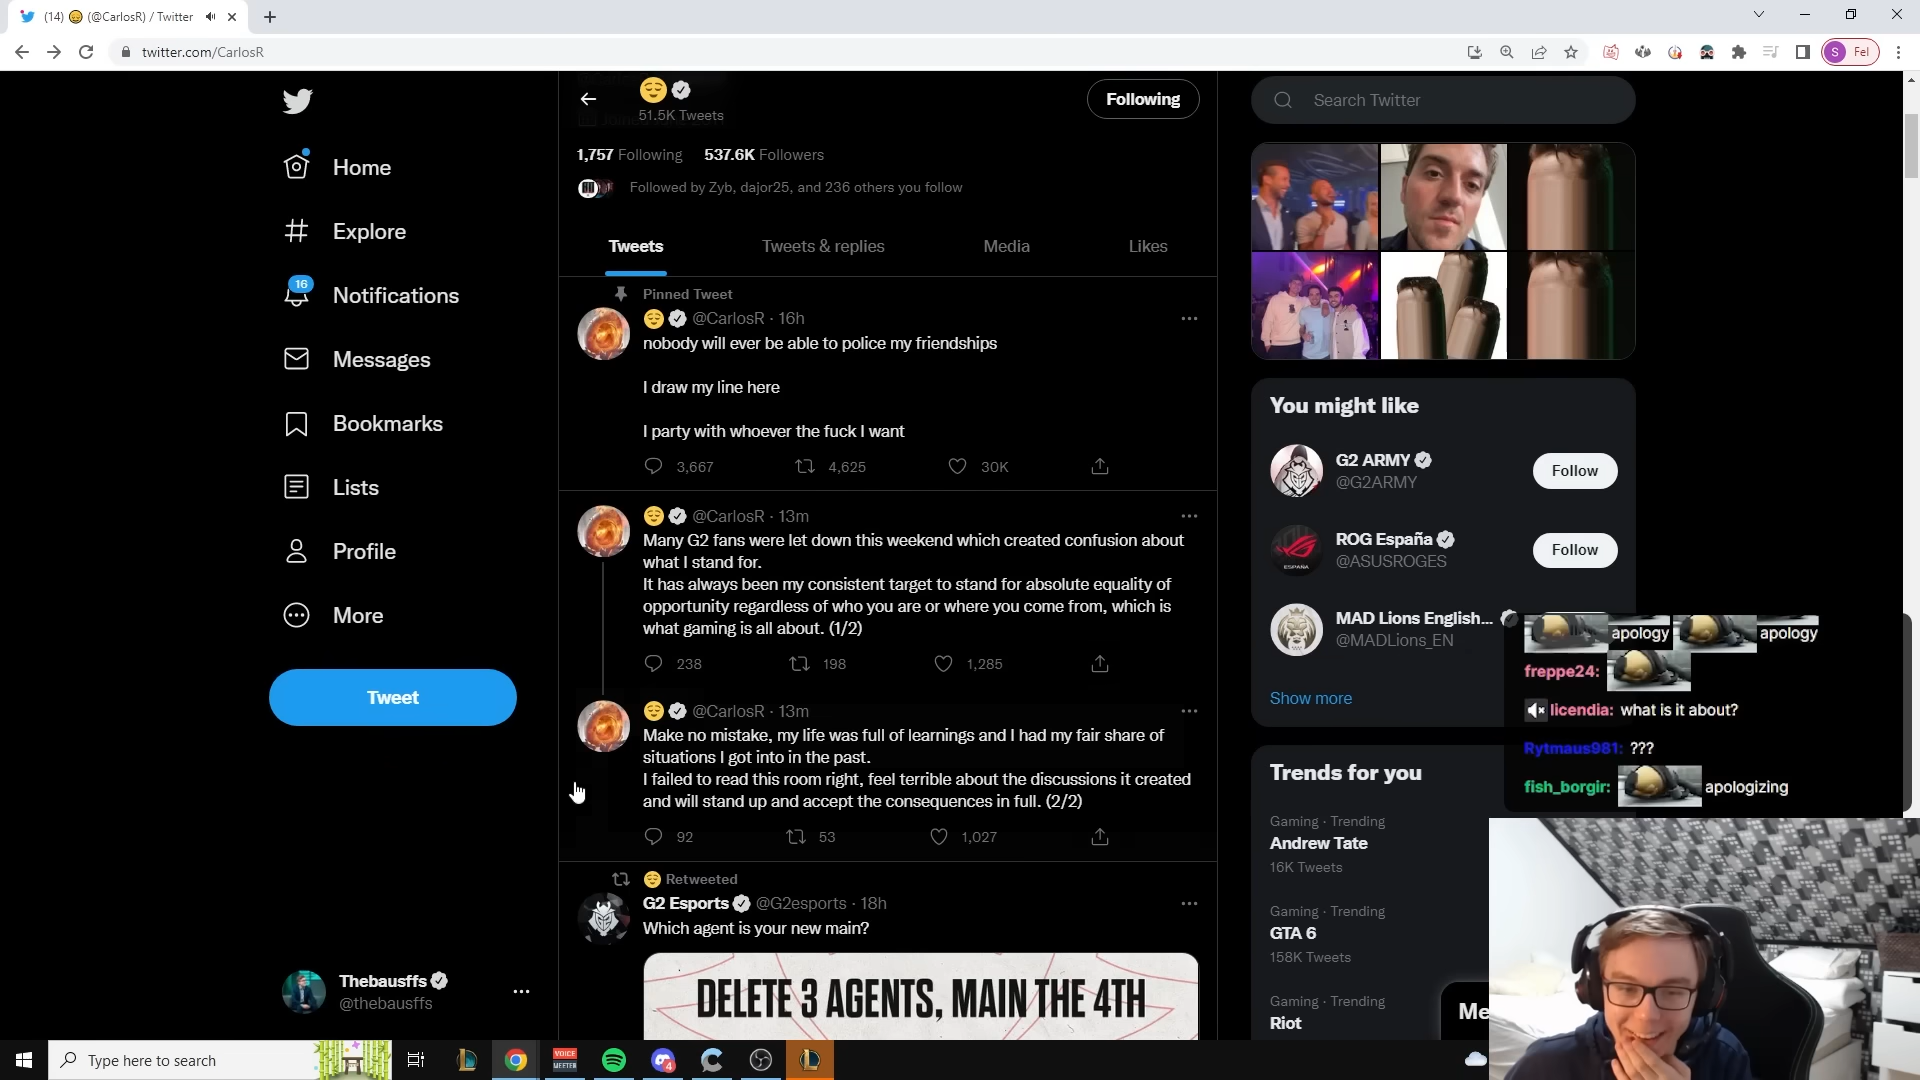 (14) 😌 (@CarlosR) / Twitter
twitter.com/CarlosR
S Fel
51.5K Tweets
Following
Search Twitter
1,757 Following 537.6K Followers
Followed by Zyb, dajor25, and 236 others you follow
Tweets Tweets & replies Media Likes
Home
Explore
16
Notifications
Messages
Bookmarks
Lists
Profile
More
Tweet
Thebausffs
@thebausffs
Pinned Tweet
😌 @CarlosR · 16h
nobody will ever be able to police my friendships
I draw my line here
I party with whoever the fuck I want
3,667 4,625 30K
😌 @CarlosR · 13m
Many G2 fans were let down this weekend which created confusion about
what I stand for.
It has always been my consistent target to stand for absolute equality of
opportunity regardless of who you are or where you come from, which is
what gaming is all about. (1/2)
238 198 1,285
😌 @CarlosR · 13m
Make no mistake, my life was full of learnings and I had my fair share of
situations I got into in the past.
I failed to read this room right, feel terrible about the discussions it created
and will stand up and accept the consequences in full. (2/2)
92 53 1,027
😌 Retweeted
G2 Esports @G2esports · 18h
Which agent is your new main?
DELETE 3 AGENTS, MAIN THE 4TH
You might like
G2 ARMY
@G2ARMY
Follow
ROG España
@ASUSROGES
Follow
ESPAÑA
MAD Lions English...
@MADLions_EN
Show more
Trends for you
Gaming · Trending
Andrew Tate
16K Tweets
Gaming · Trending
GTA 6
158K Tweets
Gaming · Trending
Riot
Me
apology apology
freppe24:
licendia: what is it about?
Rytmaus981: ???
fish_borgir: apologizing
Type here to search
VOICE
MEETER
4